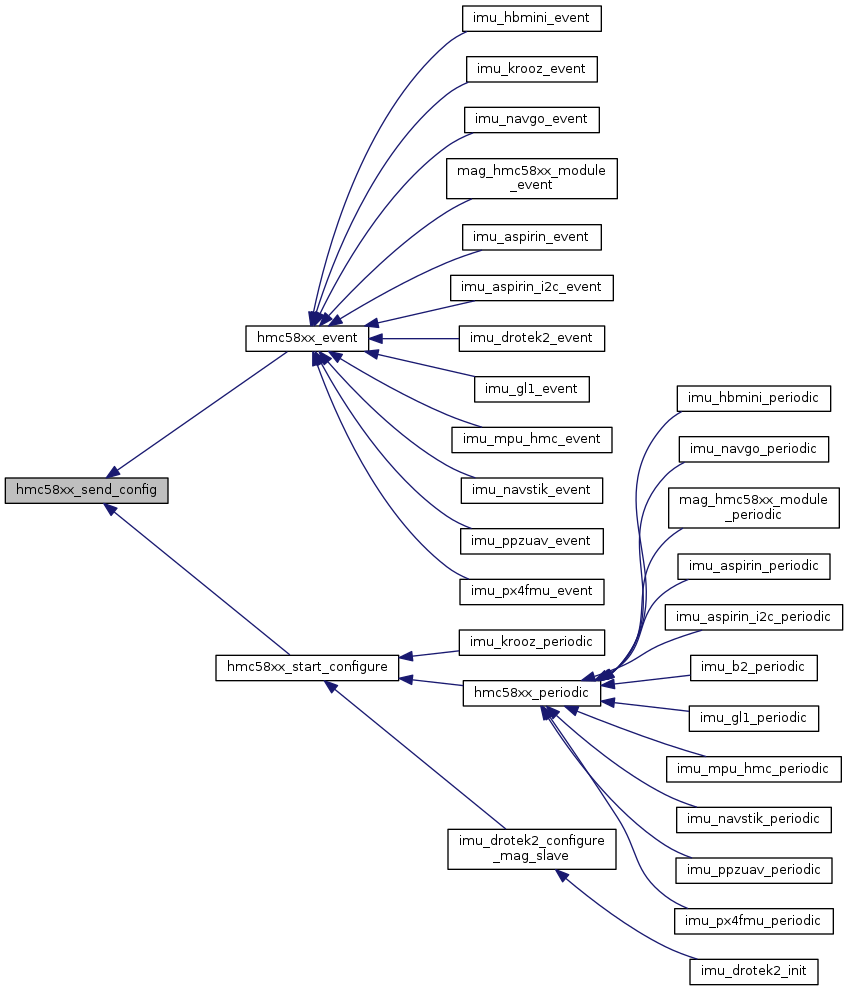 imu_hbmini_event
imu_krooz_event
imu_navgo_event
mag_hmc58xx_module
_event
imu_aspirin_event
imu_aspirin_i2c_event
hmc58xx_event
imu_drotek2_event
imu_gl1_event
imu_hbmini_periodic
imu_mpu_hmc_event
imu_navgo_periodic
hmc58xx_send_config
imu_navstik_event
mag_hmc58xx_module
_periodic
imu_ppzuav_event
imu_aspirin_periodic
imu_px4fmu_event
imu_aspirin_i2c_periodic
imu_krooz_periodic
hmc58xx_start_configure
imu_b2_periodic
hmc58xx_periodic
imu_gl1_periodic
imu_mpu_hmc_periodic
imu_navstik_periodic
imu_drotek2_configure
_mag_slave
imu_ppzuav_periodic
imu_px4fmu_periodic
imu_drotek2_init